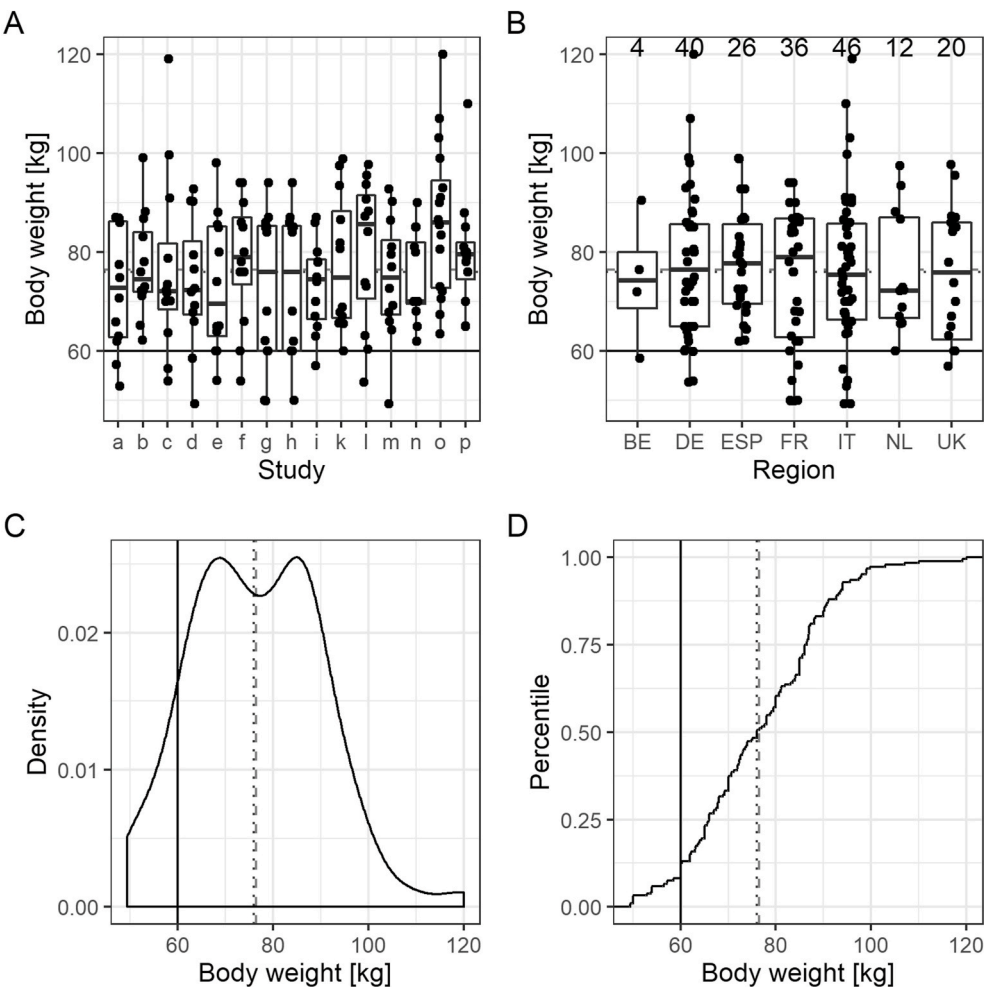 A
Body weight [kg]
120
100
80
60
a b c d e f g h i k l m n o p
Study
B
Body weight [kg]
120
100
80
60
4 40 26 36 46 12 20
BE DE ESP FR IT NL UK
Region
C
Density
0.02
0.01
0.00
60 80 100 120
Body weight [kg]
D
Percentile
1.00
0.75
0.50
0.25
0.00
60 80 100 120
Body weight [kg]